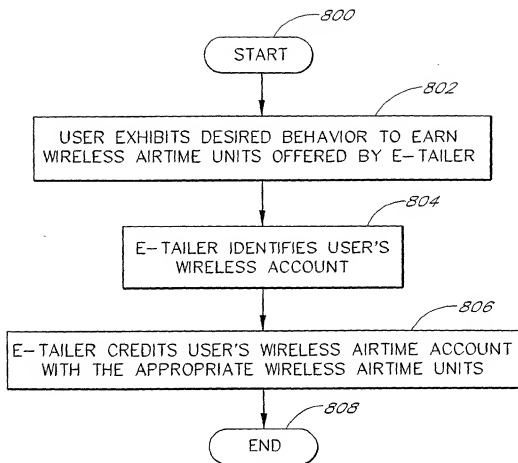 800
START
802
USER EXHIBITS DESIRED BEHAVIOR TO EARN
WIRELESS AIRTIME UNITS OFFERED BY E-TAILER
804
E-TAILER IDENTIFIES USER'S
WIRELESS ACCOUNT
806
E-TAILER CREDITS USER'S WIRELESS AIRTIME ACCOUNT
WITH THE APPROPRIATE WIRELESS AIRTIME UNITS
808
END